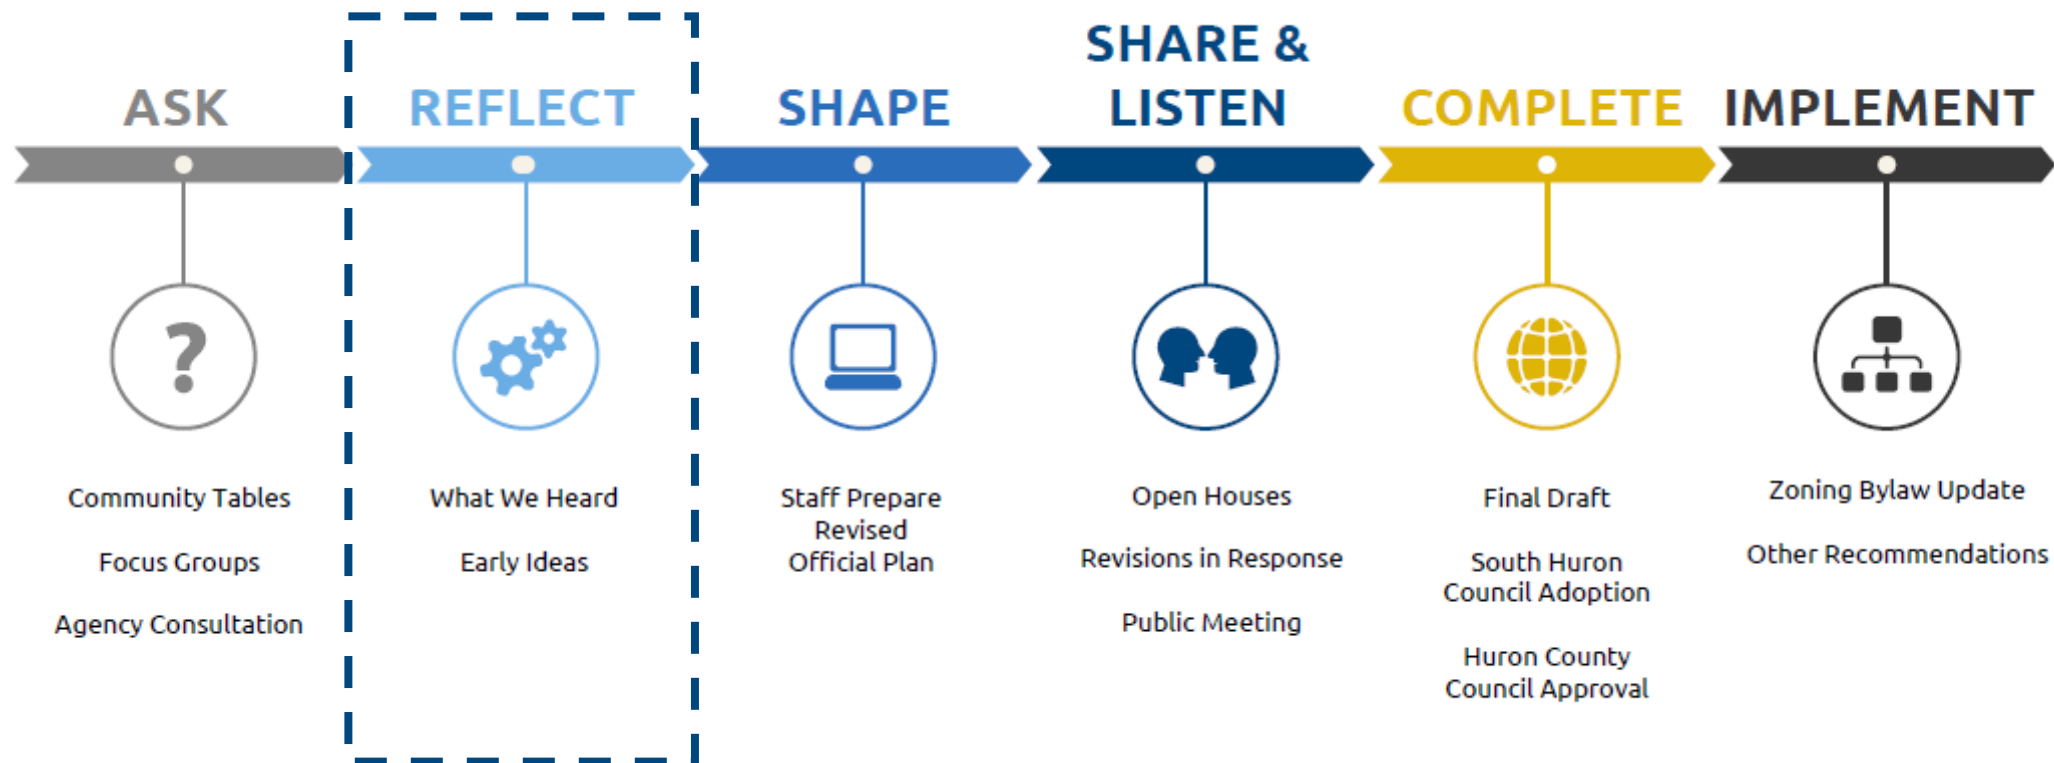 ASK
Community Tables
Focus Groups
Agency Consultation
REFLECT
What We Heard
Early Ideas
SHAPE
Staff Prepare
Revised
Official Plan
SHARE &
LISTEN
Open Houses
Revisions in Response
Public Meeting
COMPLETE
Final Draft
South Huron
Council Adoption
Huron County
Council Approval
IMPLEMENT
Zoning Bylaw Update
Other Recommendations